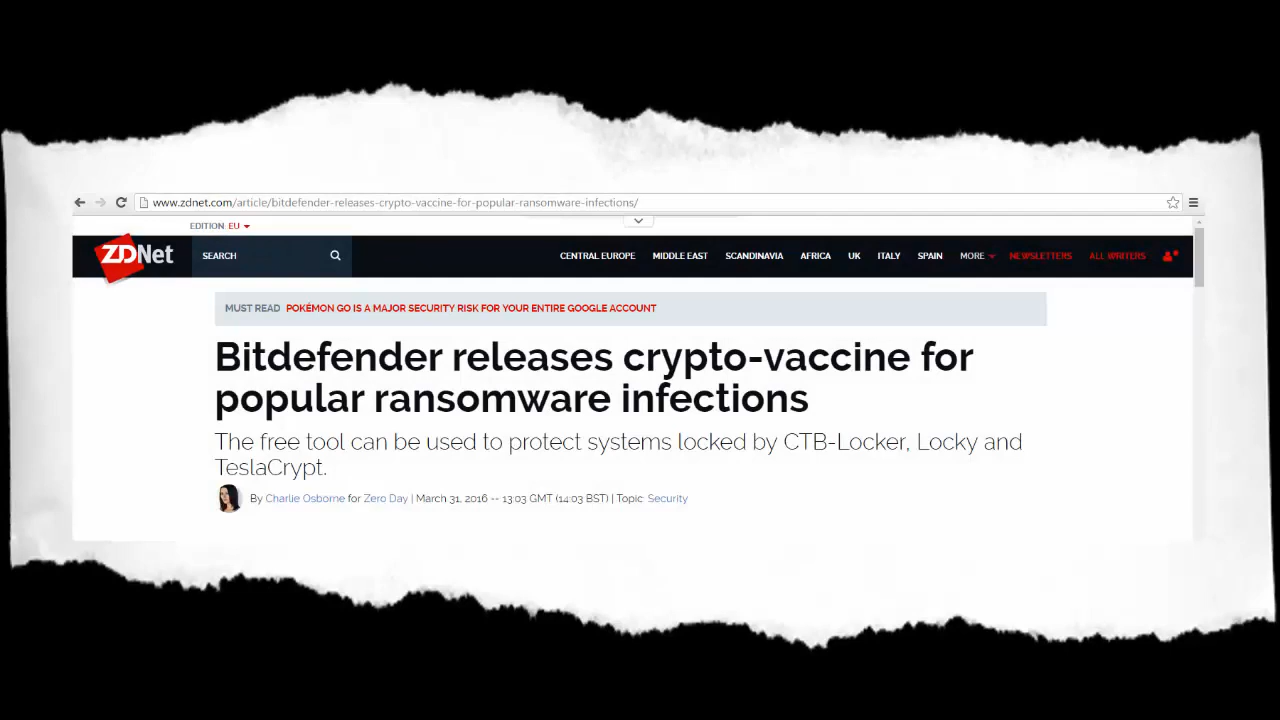 www.zdnet.com/article/bitdefender-releases-crypto-vaccine-for-popular-ransomware-infections/
EDITION EU
ZDNet SEARCH CENTRAL EUROPE MIDDLE EAST SCANDINAVIA AFRICA UK ITALY SPAIN MORE NEWSLETTERS ALL WRITERS
MUST READ POKÉMON GO IS A MAJOR SECURITY RISK FOR YOUR ENTIRE GOOGLE ACCOUNT
Bitdefender releases crypto-vaccine for
popular ransomware infections
The free tool can be used to protect systems locked by CTB-Locker, Locky and
TeslaCrypt.
By Charlie Osborne for Zero Day | March 31, 2016 -- 13:03 GMT (14:03 BST) | Topic: Security